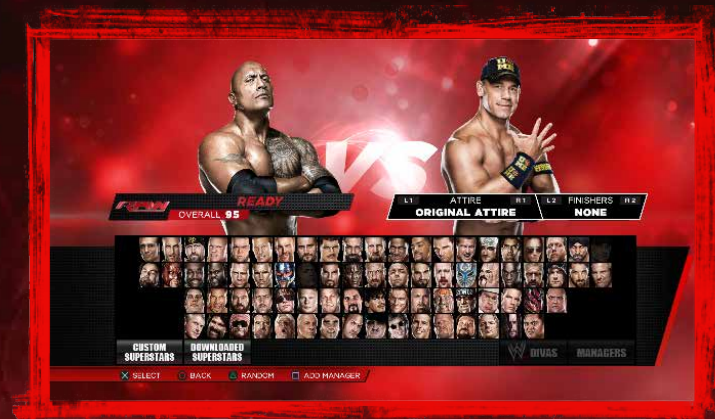 VS
RAW
READY
OVERALL 95
L1 ATTIRE R1 L2 FINISHERS R2
ORIGINAL ATTIRE NONE
CUSTOM SUPERSTARS
DOWNLOADED SUPERSTARS
DIVAS MANAGERS
SELECT BACK RANDOM ADD MANAGER